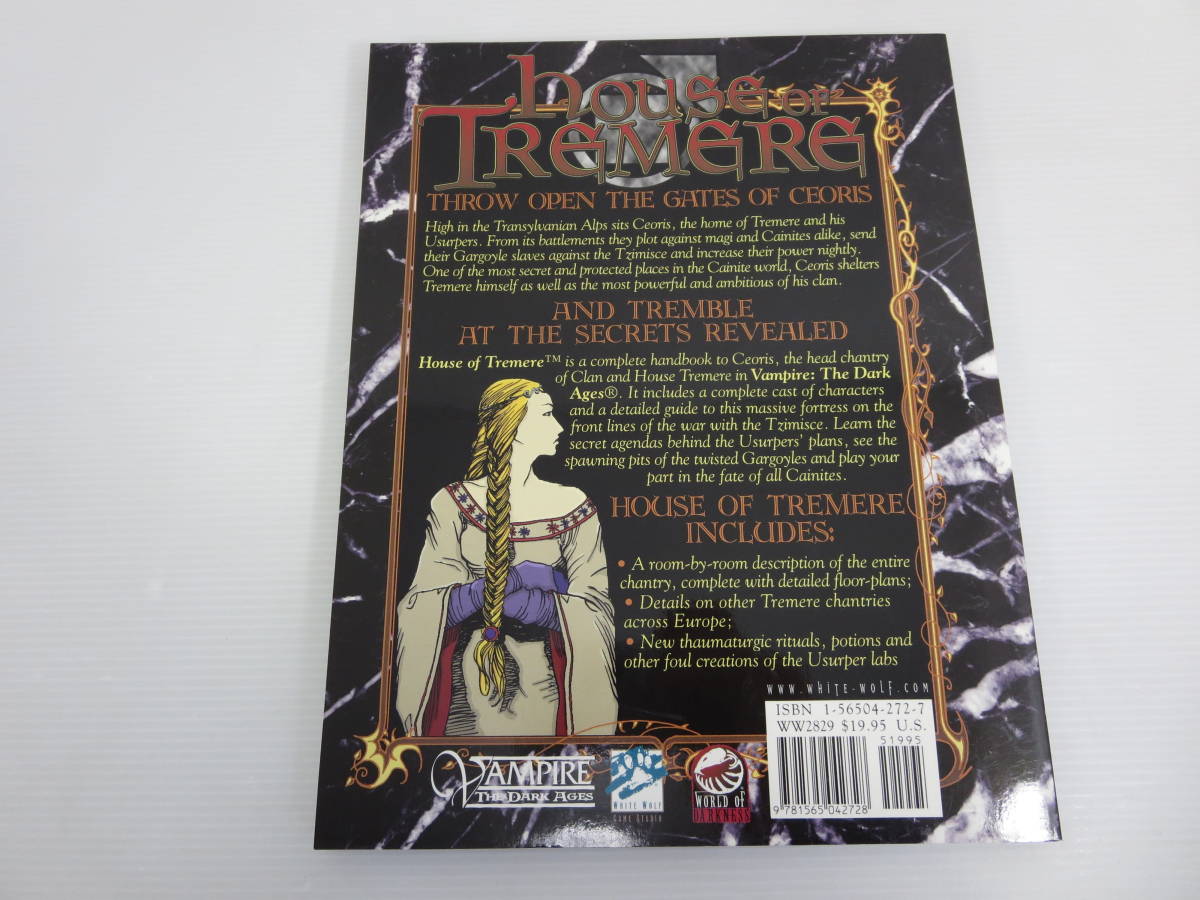 HOUSE OF
TREMERE
THROW OPEN THE GATES OF CEORIS
High in the Transylvanian Alps sits Ceoris, the home of Tremere and his
Usurpers. From its battlements they plot against magi and Cainites alike, send
their Gargoyle slaves against the Tzimisce and increase their power nightly.
One of the most secret and protected places in the Cainite world, Ceoris shelters
Tremere himself as well as the most powerful and ambitious of his clan.
AND TREMBLE
AT THE SECRETS REVEALED
House of Tremere™ is a complete handbook to Ceoris, the head chantry
of Clan and House Tremere in Vampire: The Dark
Ages®. It includes a complete cast of characters
and a detailed guide to this massive fortress on the
front lines of the war with the Tzimisce. Learn the
secret agendas behind the Usurpers' plans, see the
spawning pits of the twisted Gargoyles and play your
part in the fate of all Cainites.
HOUSE OF TREMERE
INCLUDES:
• A room-by-room description of the entire
chantry, complete with detailed floor-plans;
• Details on other Tremere chantries
across Europe;
• New thaumaturgic rituals, potions and
other foul creations of the Usurper labs
WWW.WHITE-WOLF.COM
ISBN 1-56504-272-7
WW2829 $19.95 U.S.
51995
9 781565 042728
VAMPIRE
THE DARK AGES
WHITE WOLF
GAME STUDIO
WORLD OF
DARKNESS